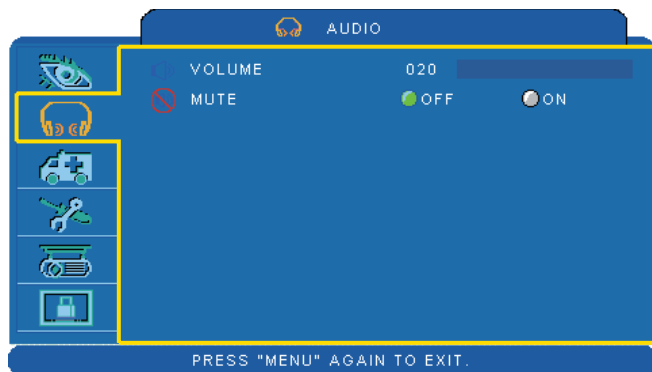 AUDIO
VOLUME 020
MUTE OFF ON
PRESS "MENU" AGAIN TO EXIT.